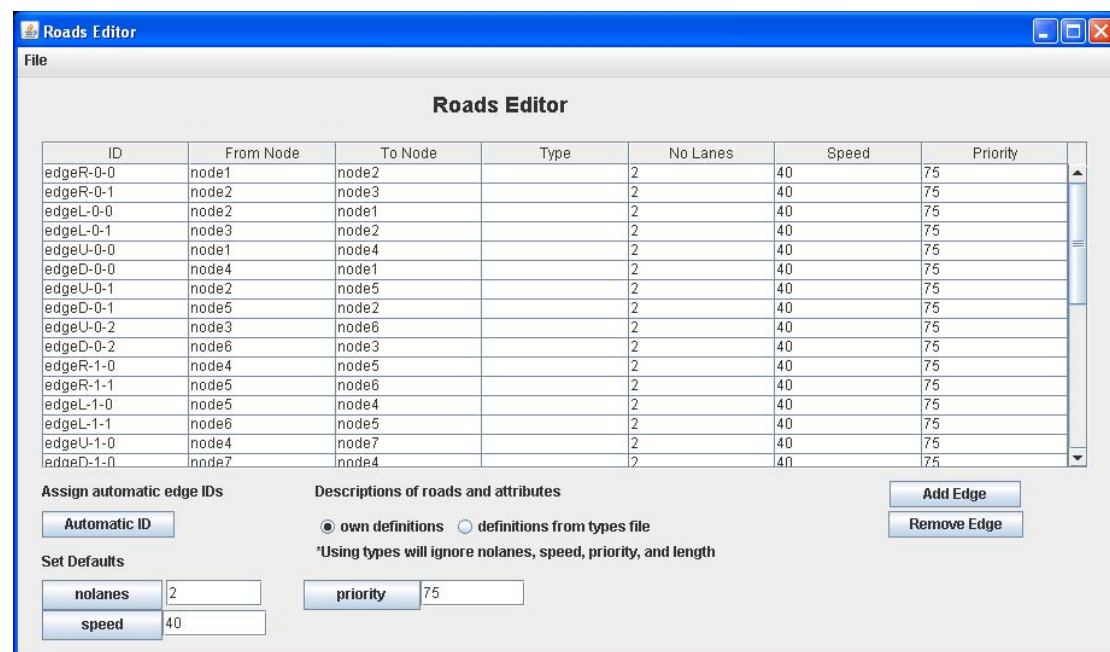 Roads Editor
File
Roads Editor
ID From Node To Node Type No Lanes Speed Priority
edgeR-0-0 node1 node2 2 40 75
edgeR-0-1 node2 node3 2 40 75
edgeL-0-0 node2 node1 2 40 75
edgeL-0-1 node3 node2 2 40 75
edgeU-0-0 node1 node4 2 40 75
edgeD-0-0 node4 node1 2 40 75
edgeU-0-1 node2 node5 2 40 75
edgeD-0-1 node5 node2 2 40 75
edgeU-0-2 node3 node6 2 40 75
edgeD-0-2 node6 node3 2 40 75
edgeR-1-0 node4 node5 2 40 75
edgeR-1-1 node5 node6 2 40 75
edgeL-1-0 node5 node4 2 40 75
edgeL-1-1 node6 node5 2 40 75
edgeU-1-0 node4 node7 2 40 75
edgeD-1-0 node7 node4 2 40 75
Assign automatic edge IDs Descriptions of roads and attributes Add Edge
Automatic ID own definitions definitions from types file Remove Edge
Set Defaults *Using types will ignore nolanes, speed, priority, and length
nolanes 2 priority 75
speed 40